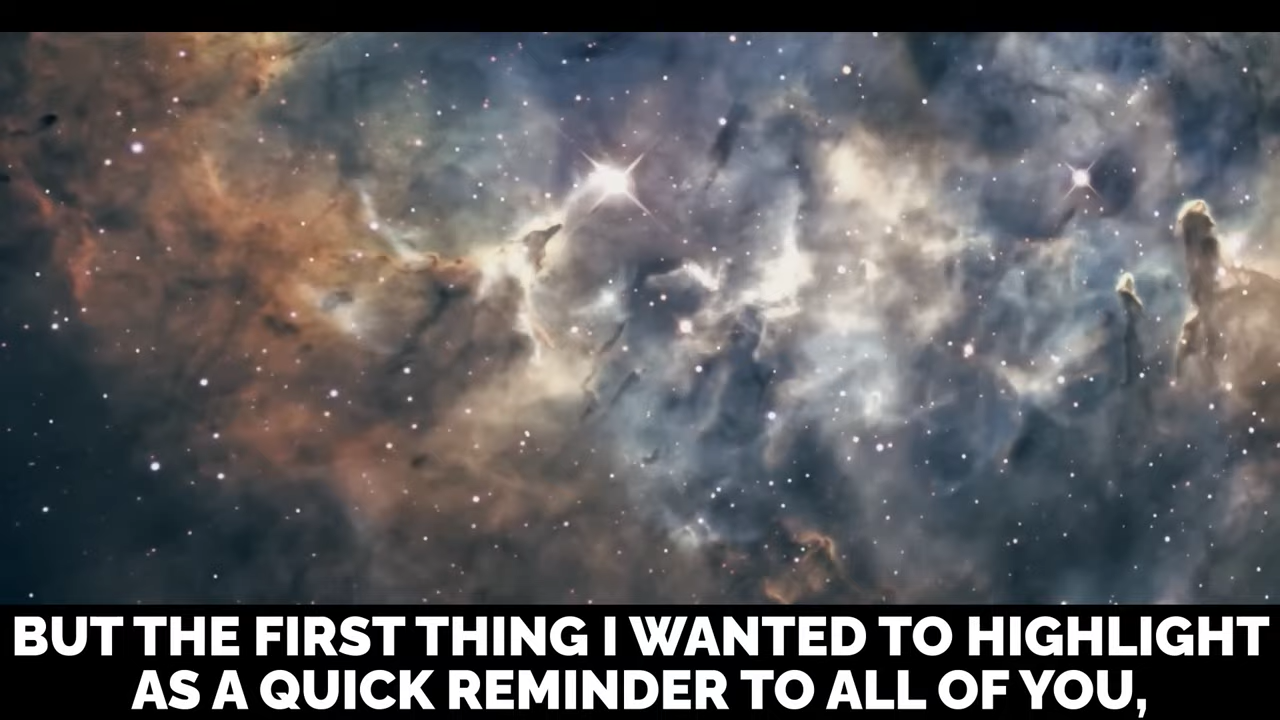 BUT THE FIRST THING I WANTED TO HIGHLIGHT
AS A QUICK REMINDER TO ALL OF YOU,